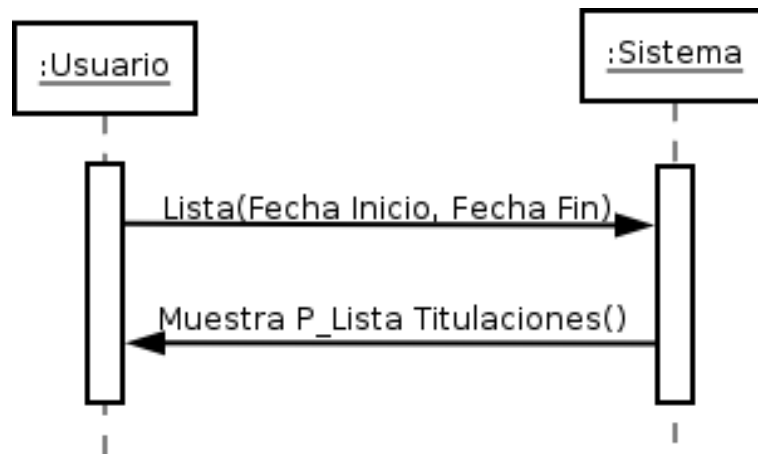 :Usuario
:Sistema
Lista(Fecha Inicio, Fecha Fin)
Muestra P_Lista Titulaciones()